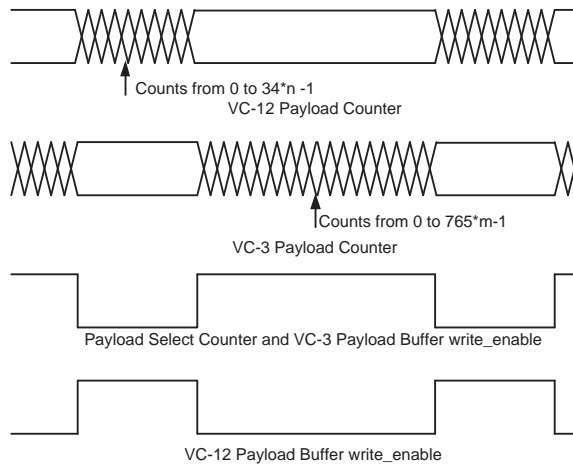 Counts from 0 to 34*n -1
VC-12 Payload Counter
Counts from 0 to 765*m-1
VC-3 Payload Counter
Payload Select Counter and VC-3 Payload Buffer write_enable
VC-12 Payload Buffer write_enable